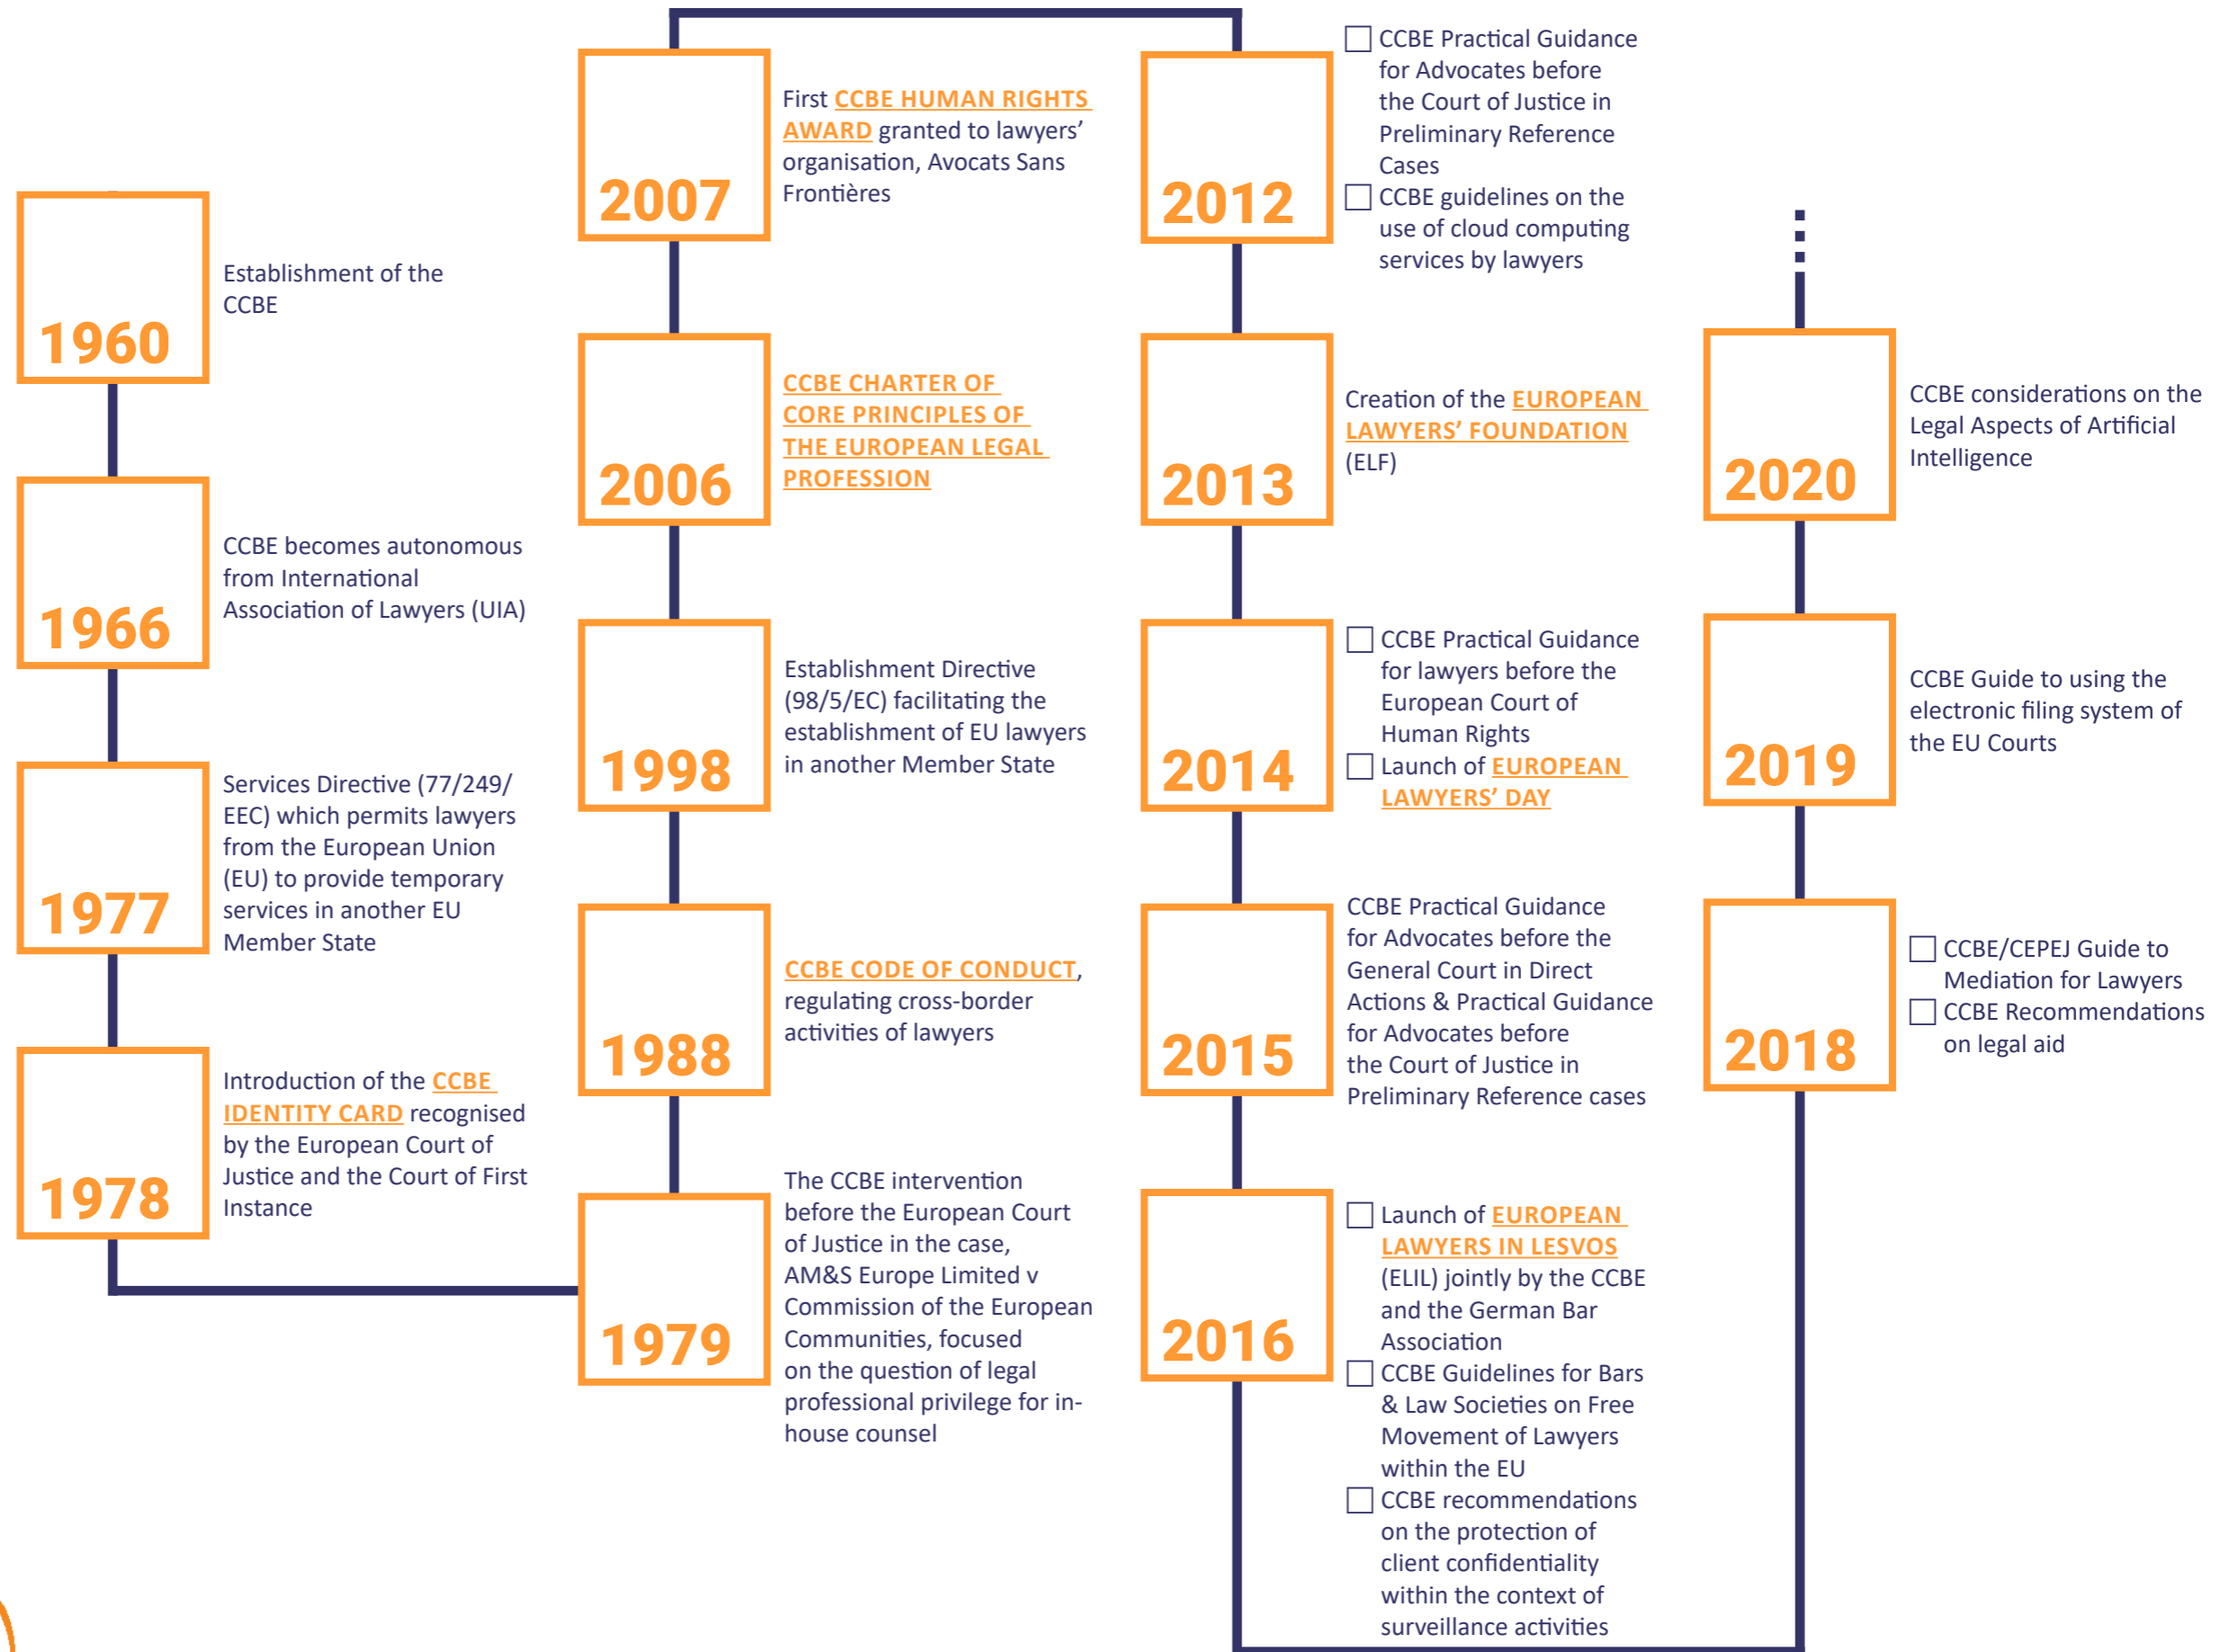 1960
Establishment of the
CCBE
1966
CCBE becomes autonomous
from International
Association of Lawyers (UIA)
1977
Services Directive (77/249/
EEC) which permits lawyers
from the European Union
(EU) to provide temporary
services in another EU
Member State
1978
Introduction of the CCBE
IDENTITY CARD recognised
by the European Court of
Justice and the Court of First
Instance
1979
The CCBE intervention
before the European Court
of Justice in the case,
AM&S Europe Limited v
Commission of the European
Communities, focused
on the question of legal
professional privilege for in-
house counsel
1988
CCBE CODE OF CONDUCT,
regulating cross-border
activities of lawyers
1998
Establishment Directive
(98/5/EC) facilitating the
establishment of EU lawyers
in another Member State
2006
CCBE CHARTER OF
CORE PRINCIPLES OF
THE EUROPEAN LEGAL
PROFESSION
2007
First CCBE HUMAN RIGHTS
AWARD granted to lawyers’
organisation, Avocats Sans
Frontières
2012
CCBE Practical Guidance
for Advocates before
the Court of Justice in
Preliminary Reference
Cases
CCBE guidelines on the
use of cloud computing
services by lawyers
2013
Creation of the EUROPEAN
LAWYERS’ FOUNDATION
(ELF)
2014
CCBE Practical Guidance
for lawyers before the
European Court of
Human Rights
Launch of EUROPEAN
LAWYERS’ DAY
2015
CCBE Practical Guidance
for Advocates before the
General Court in Direct
Actions & Practical Guidance
for Advocates before
the Court of Justice in
Preliminary Reference cases
2016
Launch of EUROPEAN
LAWYERS IN LESVOS
(ELIL) jointly by the CCBE
and the German Bar
Association
CCBE Guidelines for Bars
& Law Societies on Free
Movement of Lawyers
within the EU
CCBE recommendations
on the protection of
client confidentiality
within the context of
surveillance activities
2018
CCBE/CEPEJ Guide to
Mediation for Lawyers
CCBE Recommendations
on legal aid
2019
CCBE Guide to using the
electronic filing system of
the EU Courts
2020
CCBE considerations on the
Legal Aspects of Artificial
Intelligence